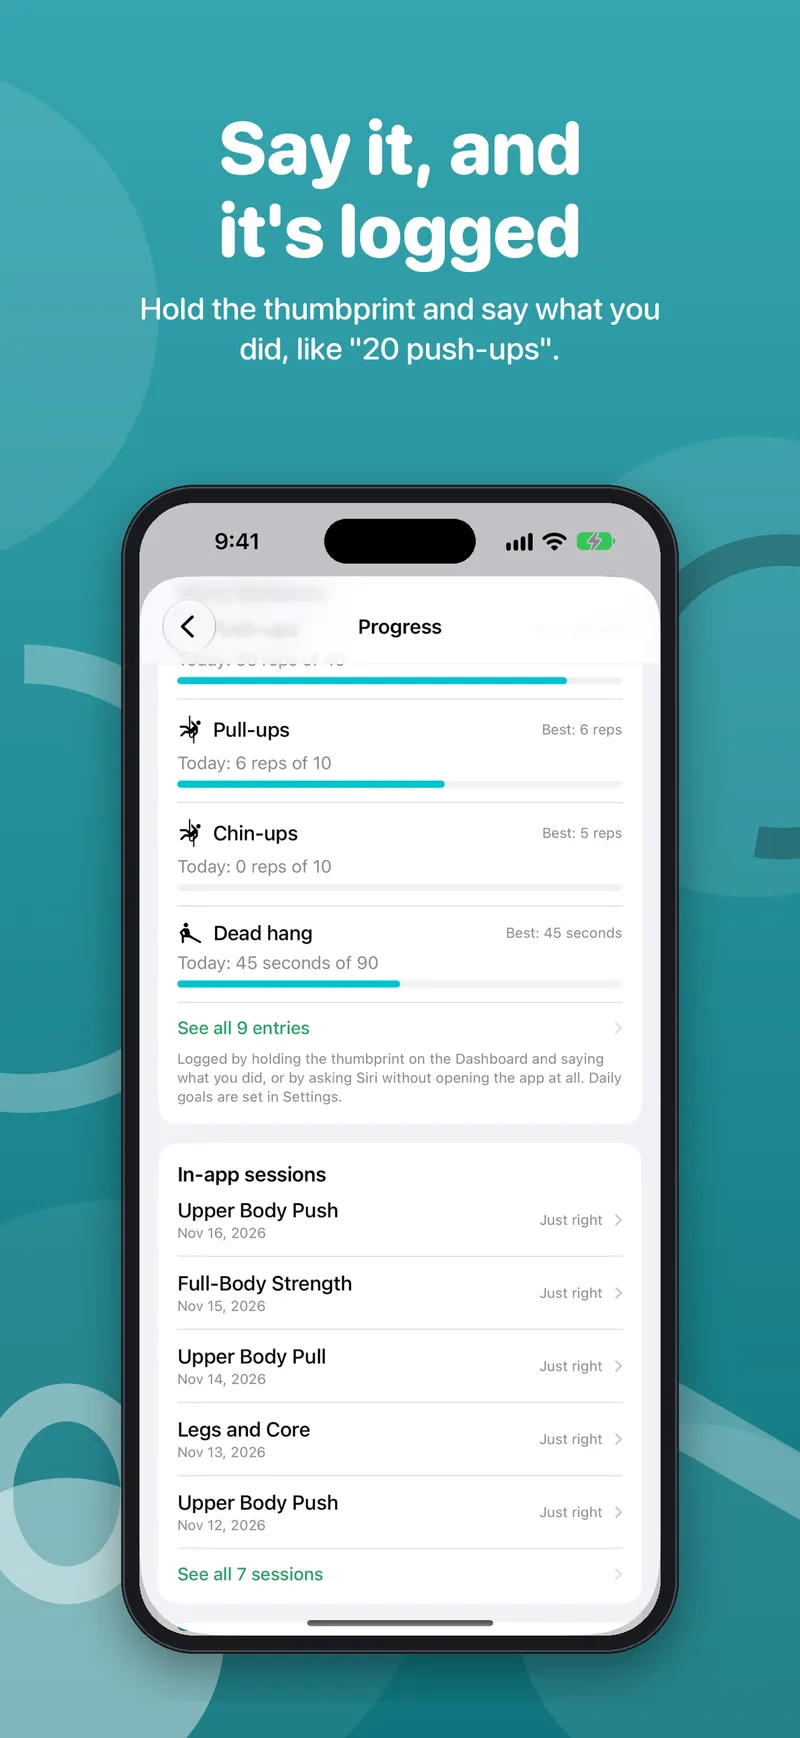 Say it, and
it's logged
Hold the thumbprint and say what you
did, like "20 push-ups".
9:41
Progress
Pull-ups
Best: 6 reps
Today: 6 reps of 10
Chin-ups
Best: 5 reps
Today: 0 reps of 10
Dead hang
Best: 45 seconds
Today: 45 seconds of 90
See all 9 entries
Logged by holding the thumbprint on the Dashboard and saying
what you did, or by asking Siri without opening the app at all. Daily
goals are set in Settings.
In-app sessions
Upper Body Push
Just right
Nov 16, 2026
Full-Body Strength
Just right
Nov 15, 2026
Upper Body Pull
Just right
Nov 14, 2026
Legs and Core
Just right
Nov 13, 2026
Upper Body Push
Just right
Nov 12, 2026
See all 7 sessions